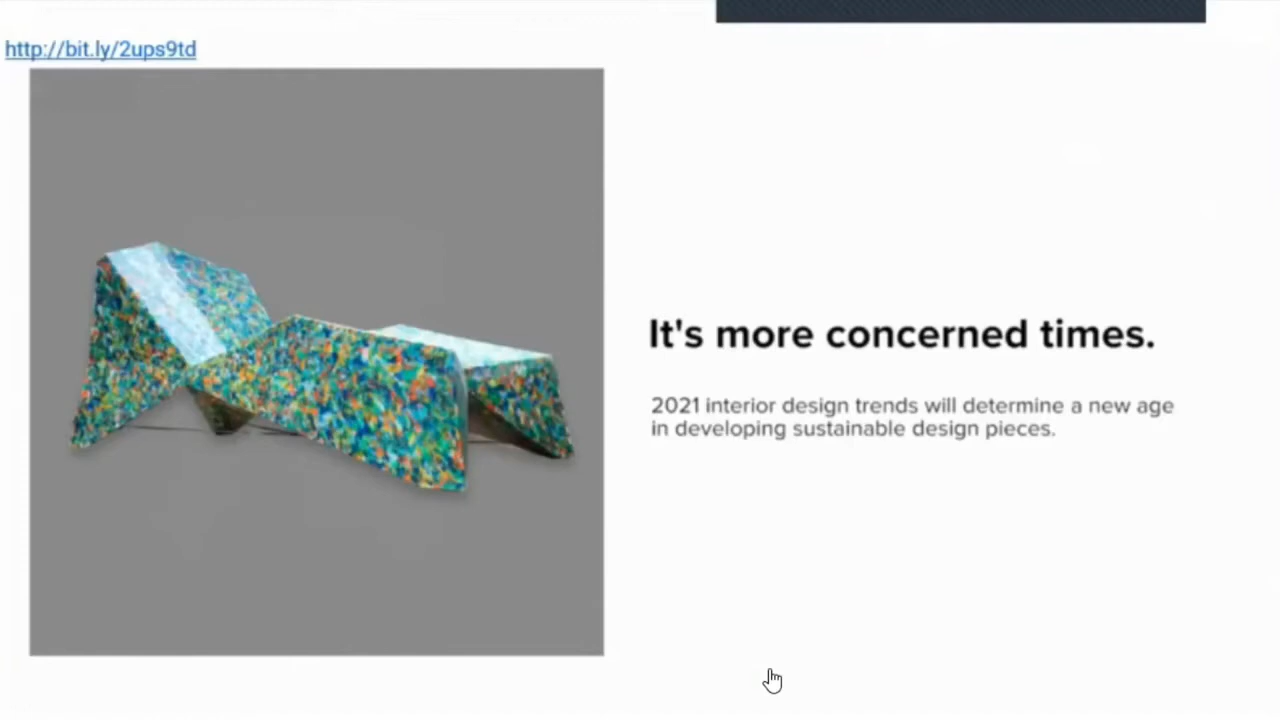 http://bit.ly/2ups9td
It's more concerned times.
2021 interior design trends will determine a new age
in developing sustainable design pieces.